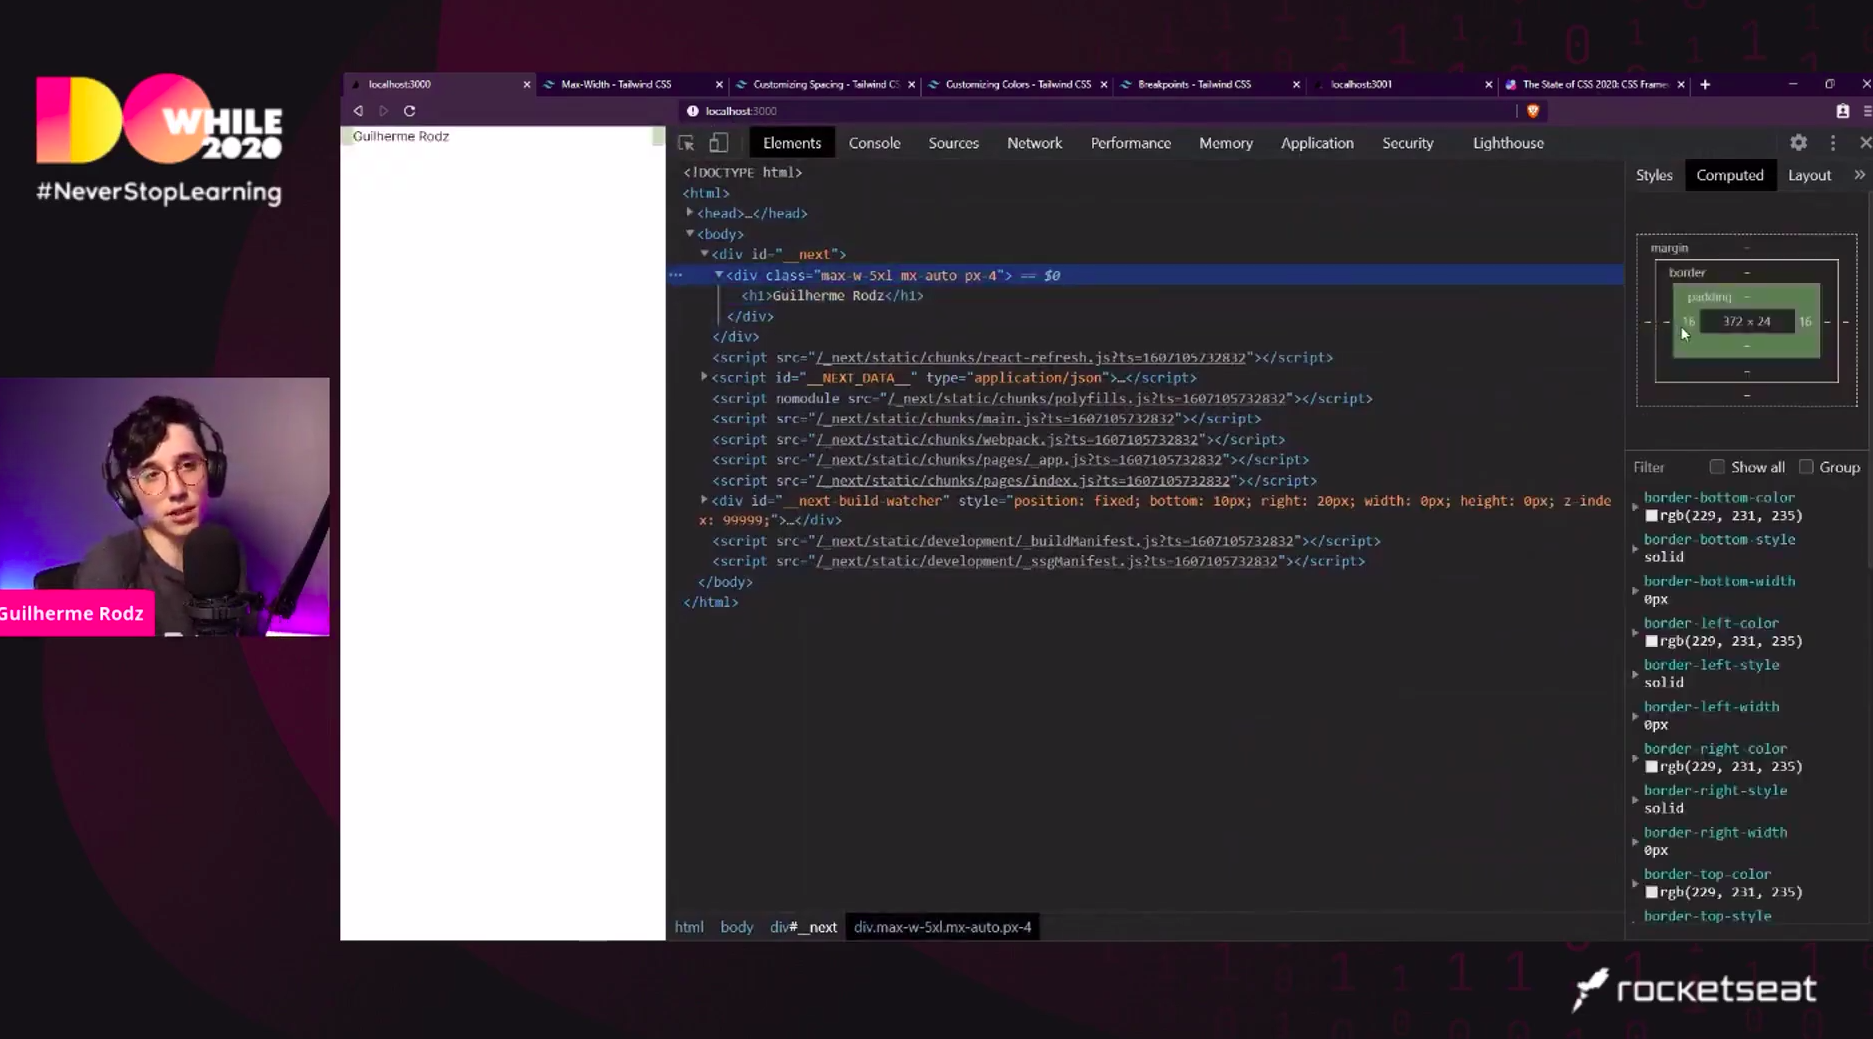 DO
WHILE
2020
#NeverStopLearning
Guilherme Rodz
localhost:3000
Max-Width - Tailwind CSS
Customizing Spacing - Tailwind CS
Customizing Colors - Tailwind CSS
Breakpoints - Tailwind CSS
localhost:3001
The State of CSS 2020: CSS Frame
localhost:3000
Guilherme Rodz
Elements Console Sources Network Performance Memory Application Security Lighthouse
<!DOCTYPE html>
<html>
<head>…</head>
<body>
<div id="__next">
<div class="max-w-5xl mx-auto px-4"> == $0
<h1>Guilherme Rodz</h1>
</div>
</div>
<script src="/_next/static/chunks/react-refresh.js?ts=1607105732832"></script>
<script id="__NEXT_DATA__" type="application/json">…</script>
<script nomodule src="/_next/static/chunks/polyfills.js?ts=1607105732832"></script>
<script src="/_next/static/chunks/main.js?ts=1607105732832"></script>
<script src="/_next/static/chunks/webpack.js?ts=1607105732832"></script>
<script src="/_next/static/chunks/pages/_app.js?ts=1607105732832"></script>
<script src="/_next/static/chunks/pages/index.js?ts=1607105732832"></script>
<div id="__next-build-watcher" style="position: fixed; bottom: 10px; right: 20px; width: 0px; height: 0px; z-inde
x: 99999;">…</div>
<script src="/_next/static/development/_buildManifest.js?ts=1607105732832"></script>
<script src="/_next/static/development/_ssgManifest.js?ts=1607105732832"></script>
</body>
</html>
html body div#__next div.max-w-5xl.mx-auto.px-4
Styles Computed Layout
margin –
border –
padding –
– – 16 372 × 24 16 – –
–
–
–
Filter Show all Group
border-bottom-color
rgb(229, 231, 235)
border-bottom-style
solid
border-bottom-width
0px
border-left-color
rgb(229, 231, 235)
border-left-style
solid
border-left-width
0px
border-right-color
rgb(229, 231, 235)
border-right-style
solid
border-right-width
0px
border-top-color
rgb(229, 231, 235)
border-top-style
rocketseat